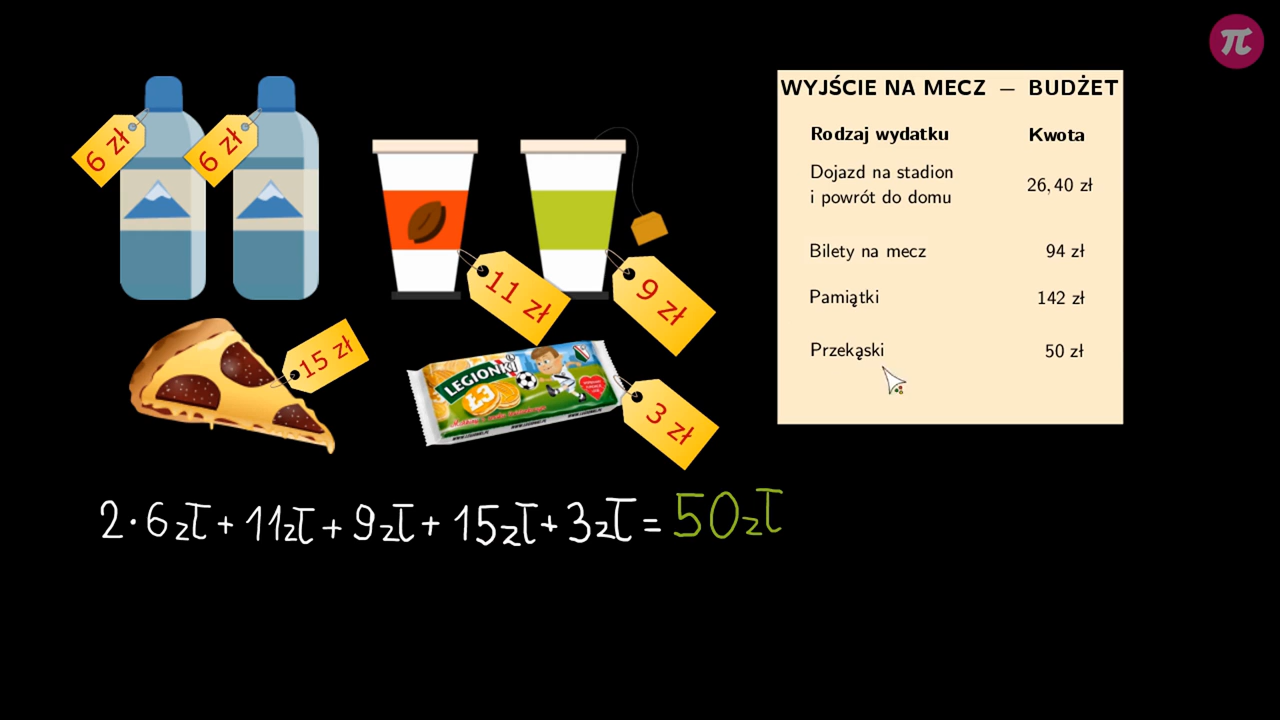 π
6 zł
6 zł
11 zł
9 zł
15 zł
LEGIONKI
Ł3
3 zł
WYJŚCIE NA MECZ – BUDŻET
Rodzaj wydatku Kwota
Dojazd na stadion
i powrót do domu 26,40 zł
Bilety na mecz 94 zł
Pamiątki 142 zł
Przekąski 50 zł
2·6zł + 11zł + 9zł + 15zł + 3zł = 50zł